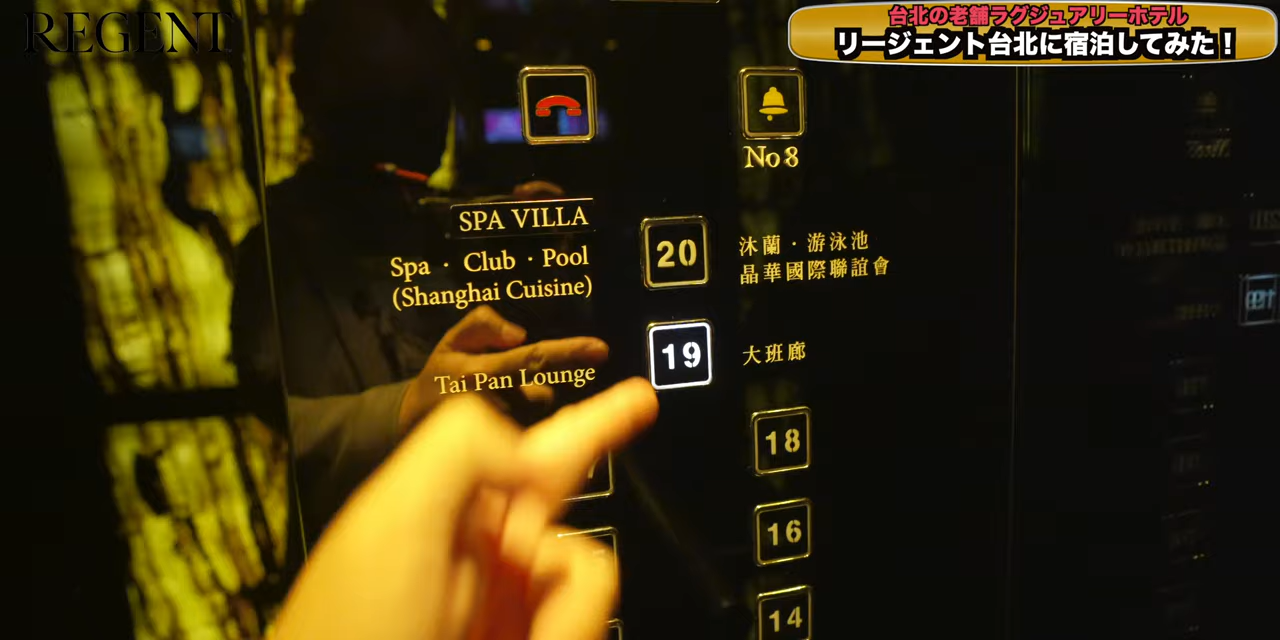 REGENT
台北の老舗ラグジュアリーホテル
リージェント台北に宿泊してみた！
No 8
SPA VILLA
Spa · Club · Pool
(Shanghai Cuisine)
20
沐蘭 · 游泳池
晶華國際聯誼會
Tai Pan Lounge
19
大班廊
18
16
14